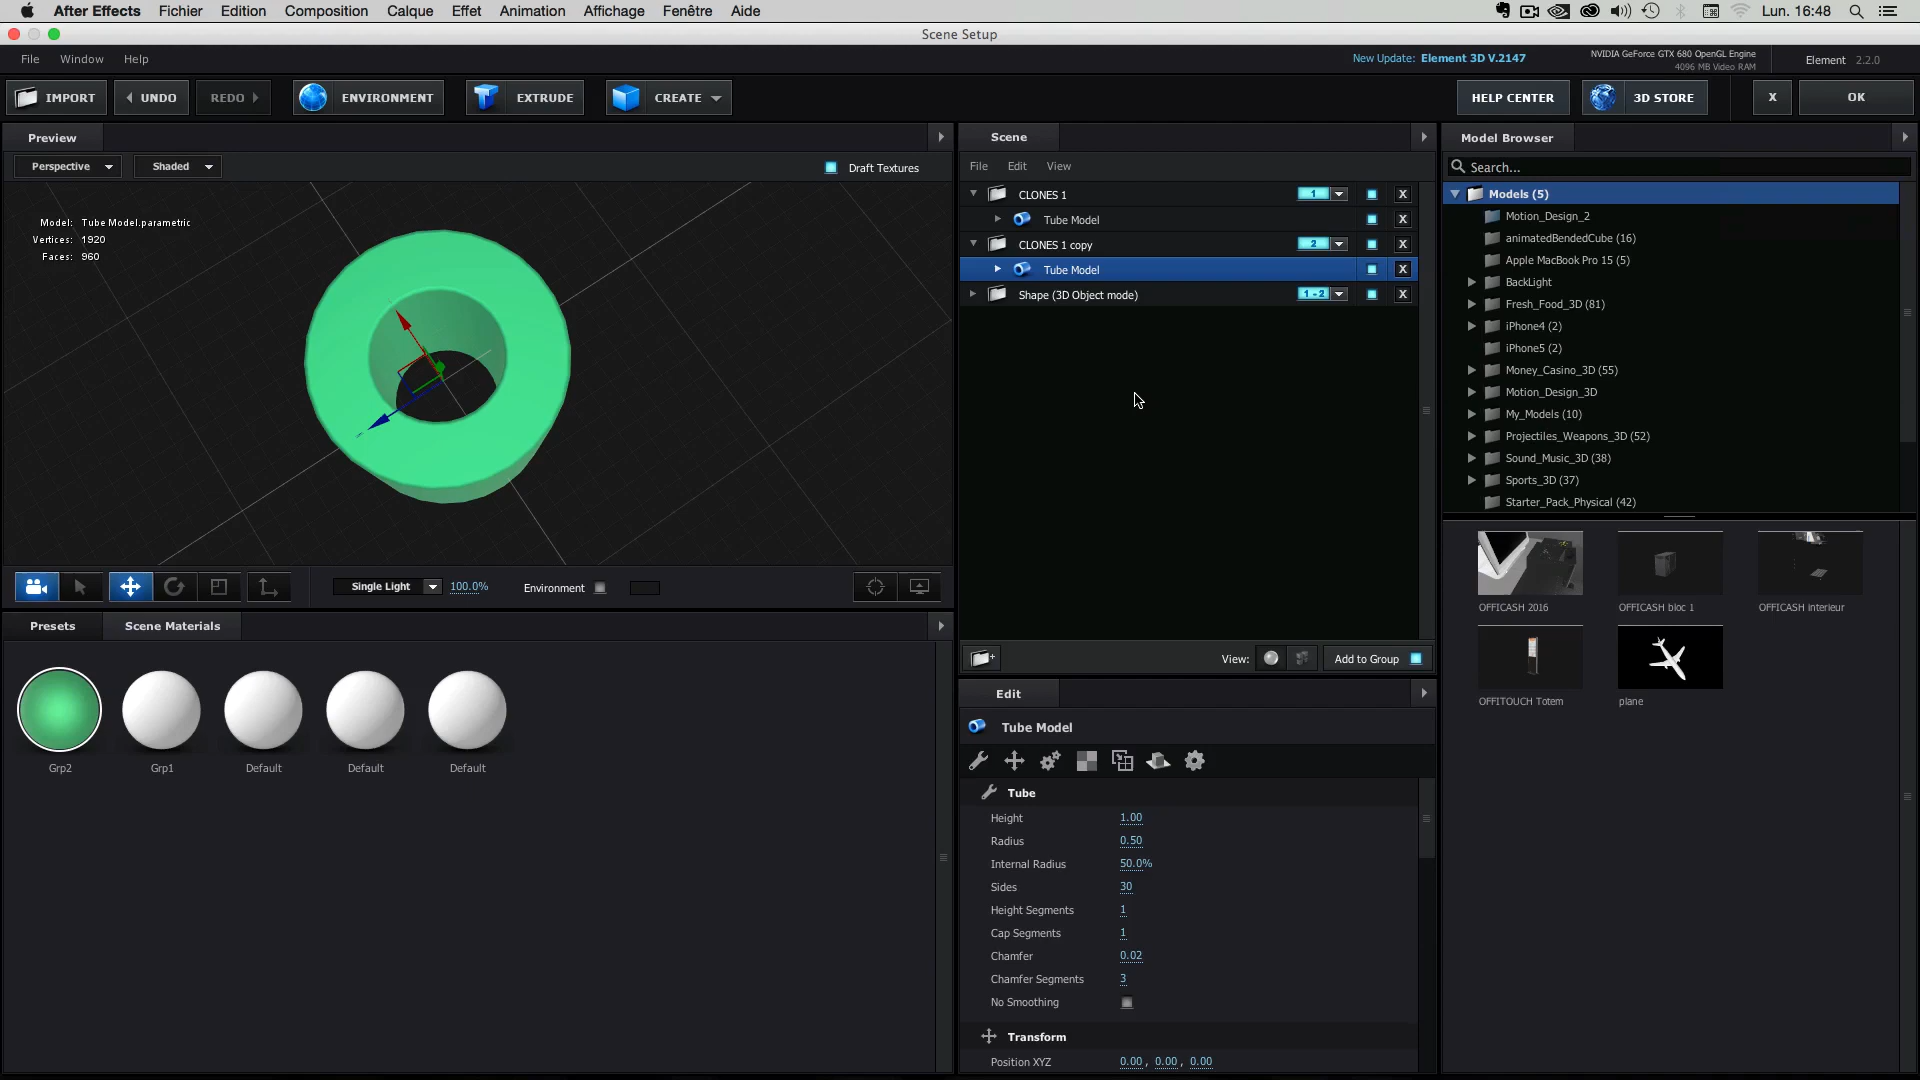 After Effects Fichier Edition Composition Calque Effet Animation Affichage Fenêtre Aide Lun. 16:48
Scene Setup
File Window Help New Update: Element 3D V.2147 NVIDIA GeForce GTX 680 OpenGL Engine
4096 MB Video RAM
Element 2.2.0
IMPORT UNDO REDO ENVIRONMENT EXTRUDE CREATE HELP CENTER 3D STORE X OK
Preview
Perspective Shaded Draft Textures
Model: Tube Model.parametric
Vertices: 1920
Faces: 960
Single Light 100.0% Environment
Presets Scene Materials
Grp2 Grp1 Default Default Default
Scene
File Edit View
CLONES 1 1 X
Tube Model X
CLONES 1 copy 2 X
Tube Model X
Shape (3D Object mode) 1 - 2 X
View: Add to Group
Edit
Tube Model
Tube
Height 1.00
Radius 0.50
Internal Radius 50.0%
Sides 30
Height Segments 1
Cap Segments 1
Chamfer 0.02
Chamfer Segments 3
No Smoothing
Transform
Position XYZ 0.00, 0.00, 0.00
Model Browser
Search...
Models (5)
Motion_Design_2
animatedBendedCube (16)
Apple MacBook Pro 15 (5)
BackLight
Fresh_Food_3D (81)
iPhone4 (2)
iPhone5 (2)
Money_Casino_3D (55)
Motion_Design_3D
My_Models (10)
Projectiles_Weapons_3D (52)
Sound_Music_3D (38)
Sports_3D (37)
Starter_Pack_Physical (42)
OFFICASH 2016 OFFICASH bloc 1 OFFICASH interieur
OFFITOUCH Totem plane